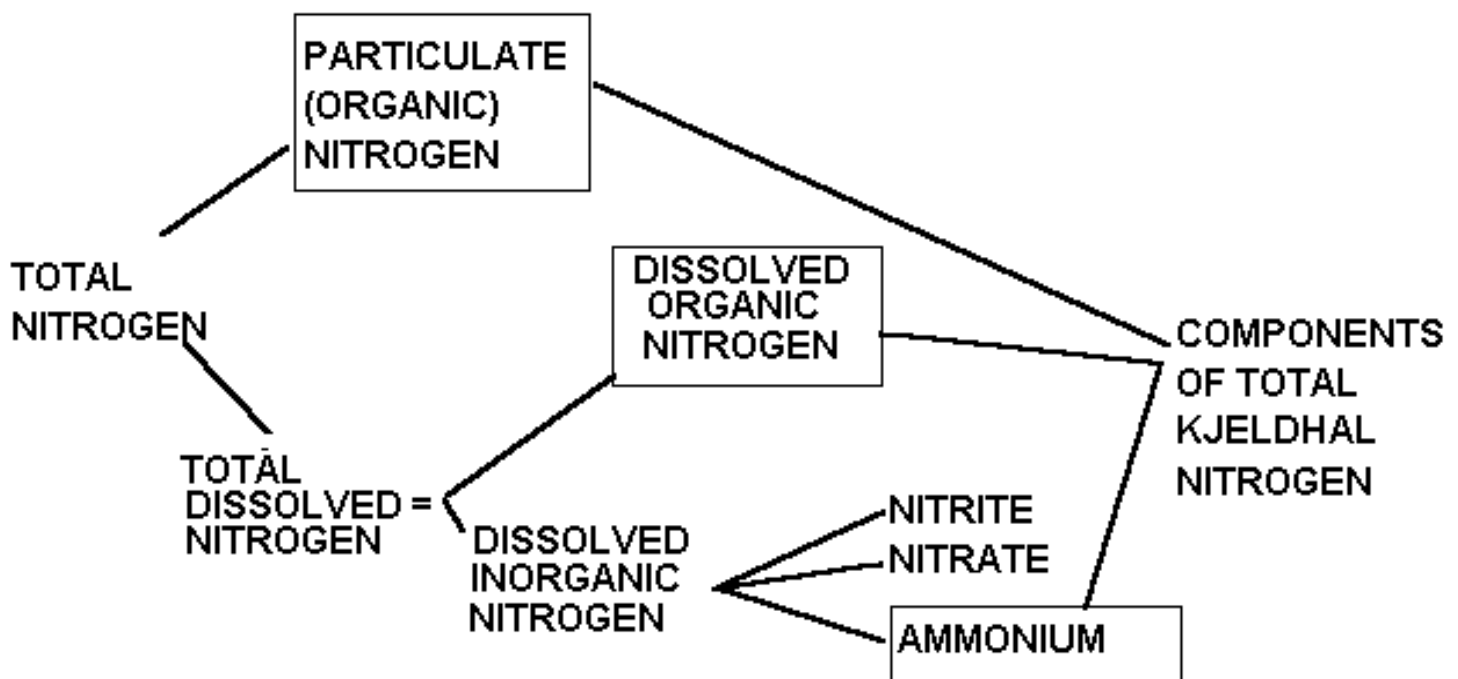 PARTICULATE
(ORGANIC)
NITROGEN
TOTAL
NITROGEN
DISSOLVED
ORGANIC
NITROGEN
COMPONENTS
OF TOTAL
KJELDHAL
NITROGEN
TOTAL
DISSOLVED =
NITROGEN
DISSOLVED
INORGANIC
NITROGEN
NITRITE
NITRATE
AMMONIUM